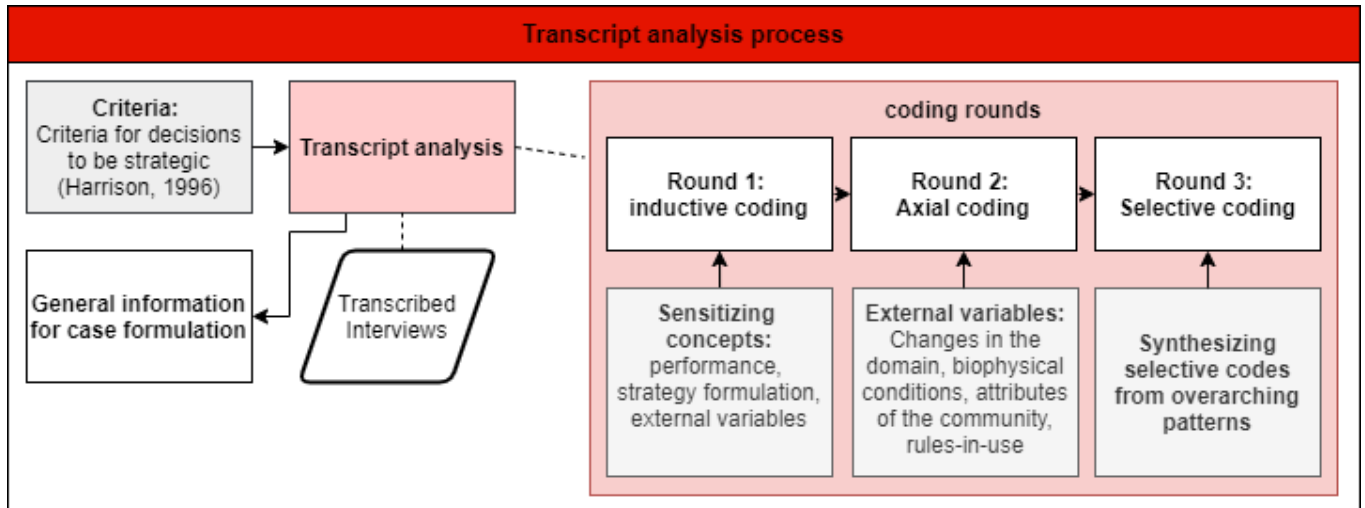 Transcript analysis process
Criteria:
Criteria for decisions
to be strategic
(Harrison, 1996)
Transcript analysis
General information
for case formulation
Transcribed
Interviews
coding rounds
Round 1:
inductive coding
Round 2:
Axial coding
Round 3:
Selective coding
Sensitizing
concepts:
performance,
strategy formulation,
external variables
External variables:
Changes in the
domain, biophysical
conditions, attributes
of the community,
rules-in-use
Synthesizing
selective codes
from overarching
patterns